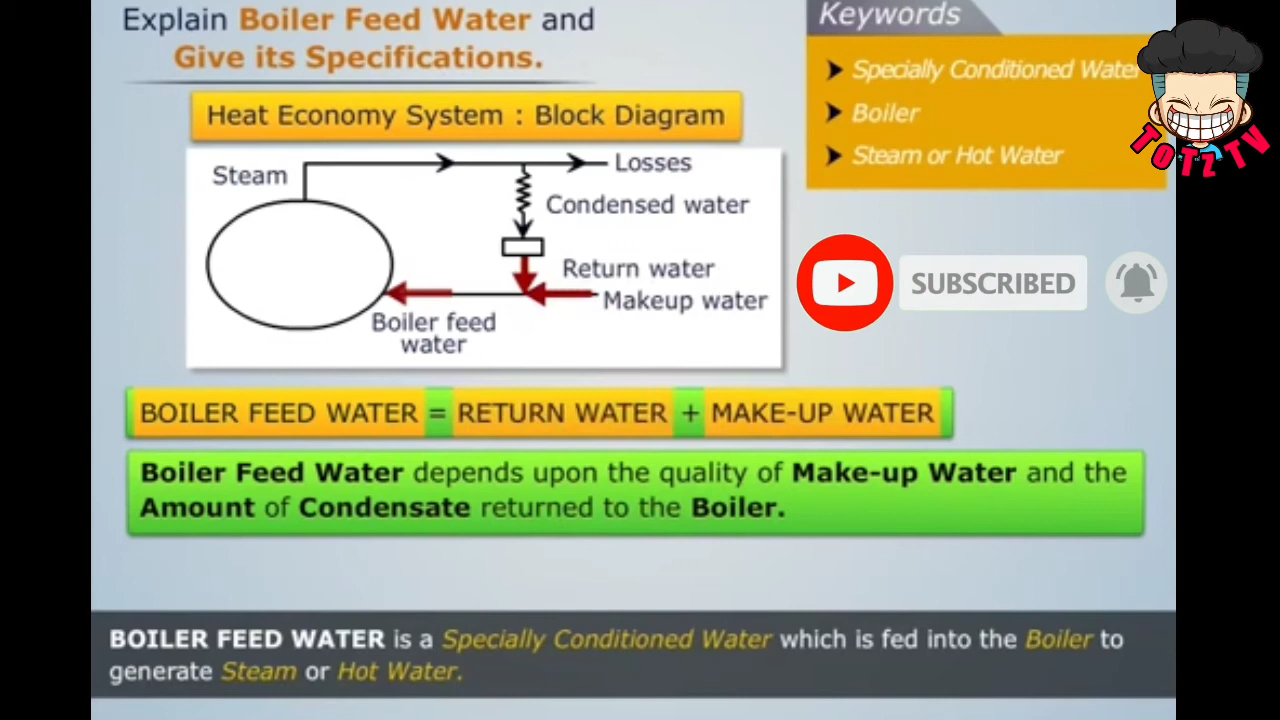 Explain Boiler Feed Water and
Give its Specifications.
Keywords
Specially Conditioned Water
Boiler
Steam or Hot Water
TOTZ TV
Heat Economy System : Block Diagram
Steam
Losses
Condensed water
Return water
Makeup water
Boiler feed
water
SUBSCRIBED
BOILER FEED WATER = RETURN WATER + MAKE-UP WATER
Boiler Feed Water depends upon the quality of Make-up Water and the
Amount of Condensate returned to the Boiler.
BOILER FEED WATER is a Specially Conditioned Water which is fed into the Boiler to
generate Steam or Hot Water.